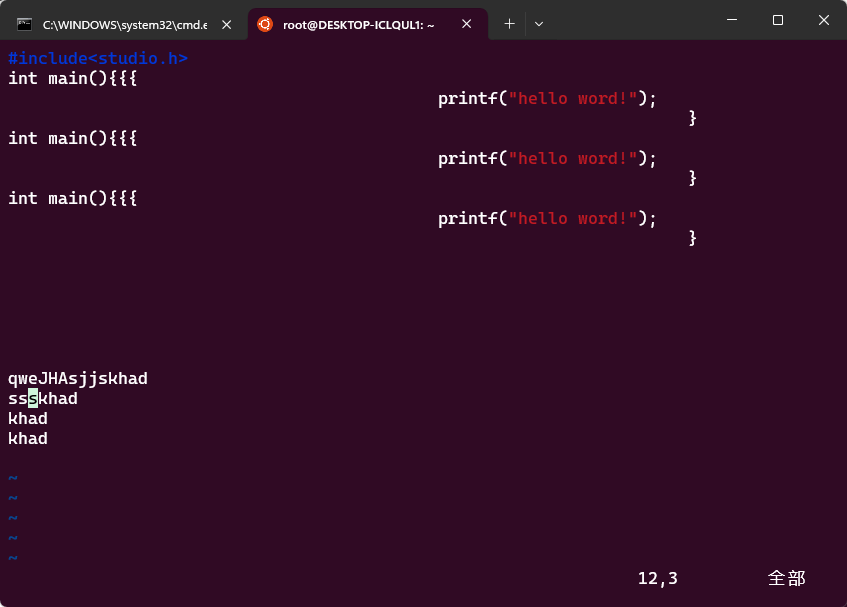 C:\WINDOWS\system32\cmd.e
root@DESKTOP-ICLQUL1: ~
#include<studio.h>
int main(){{{
printf("hello word!");
}
int main(){{{
printf("hello word!");
}
int main(){{{
printf("hello word!");
}
qweJHAsjjskhad
ssskhad
khad
khad
~
~
~
~
~
12,3 全部